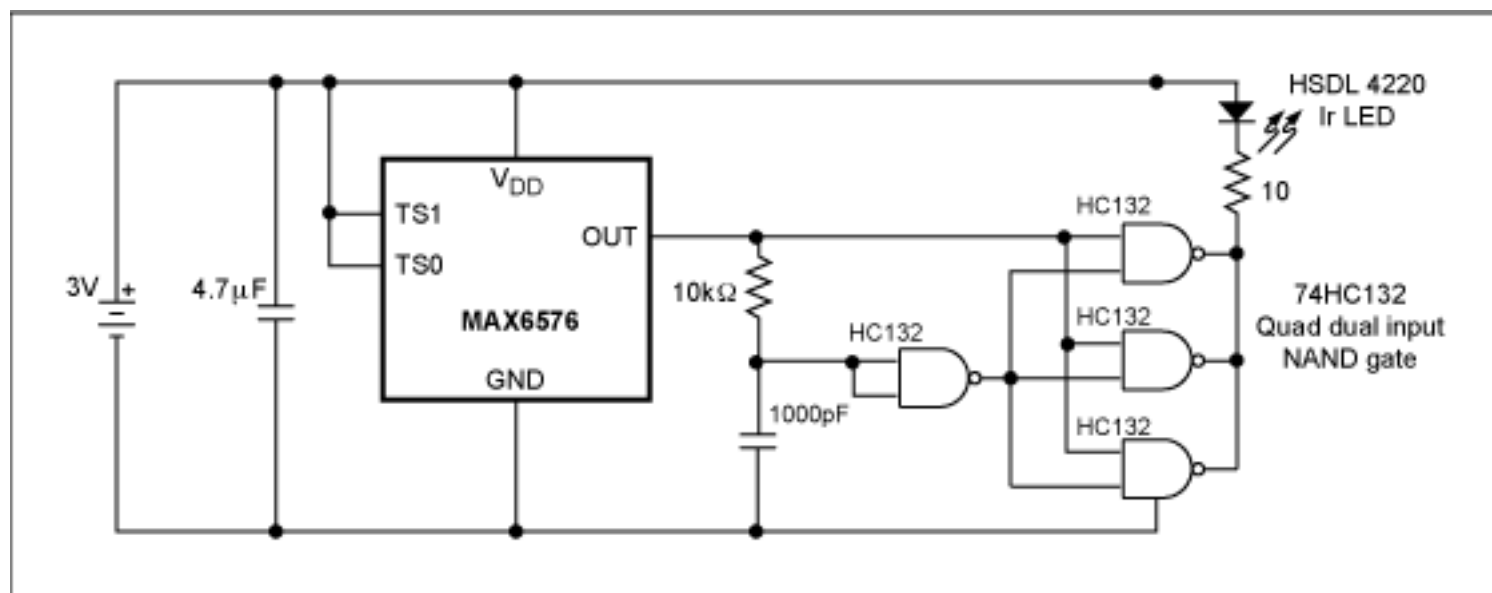 HSDL 4220
Ir LED
VDD
TS1
TS0
OUT
10
HC132
3V
+
4.7µF
10kΩ
MAX6576
HC132
HC132
74HC132
Quad dual input
NAND gate
GND
1000pF
HC132